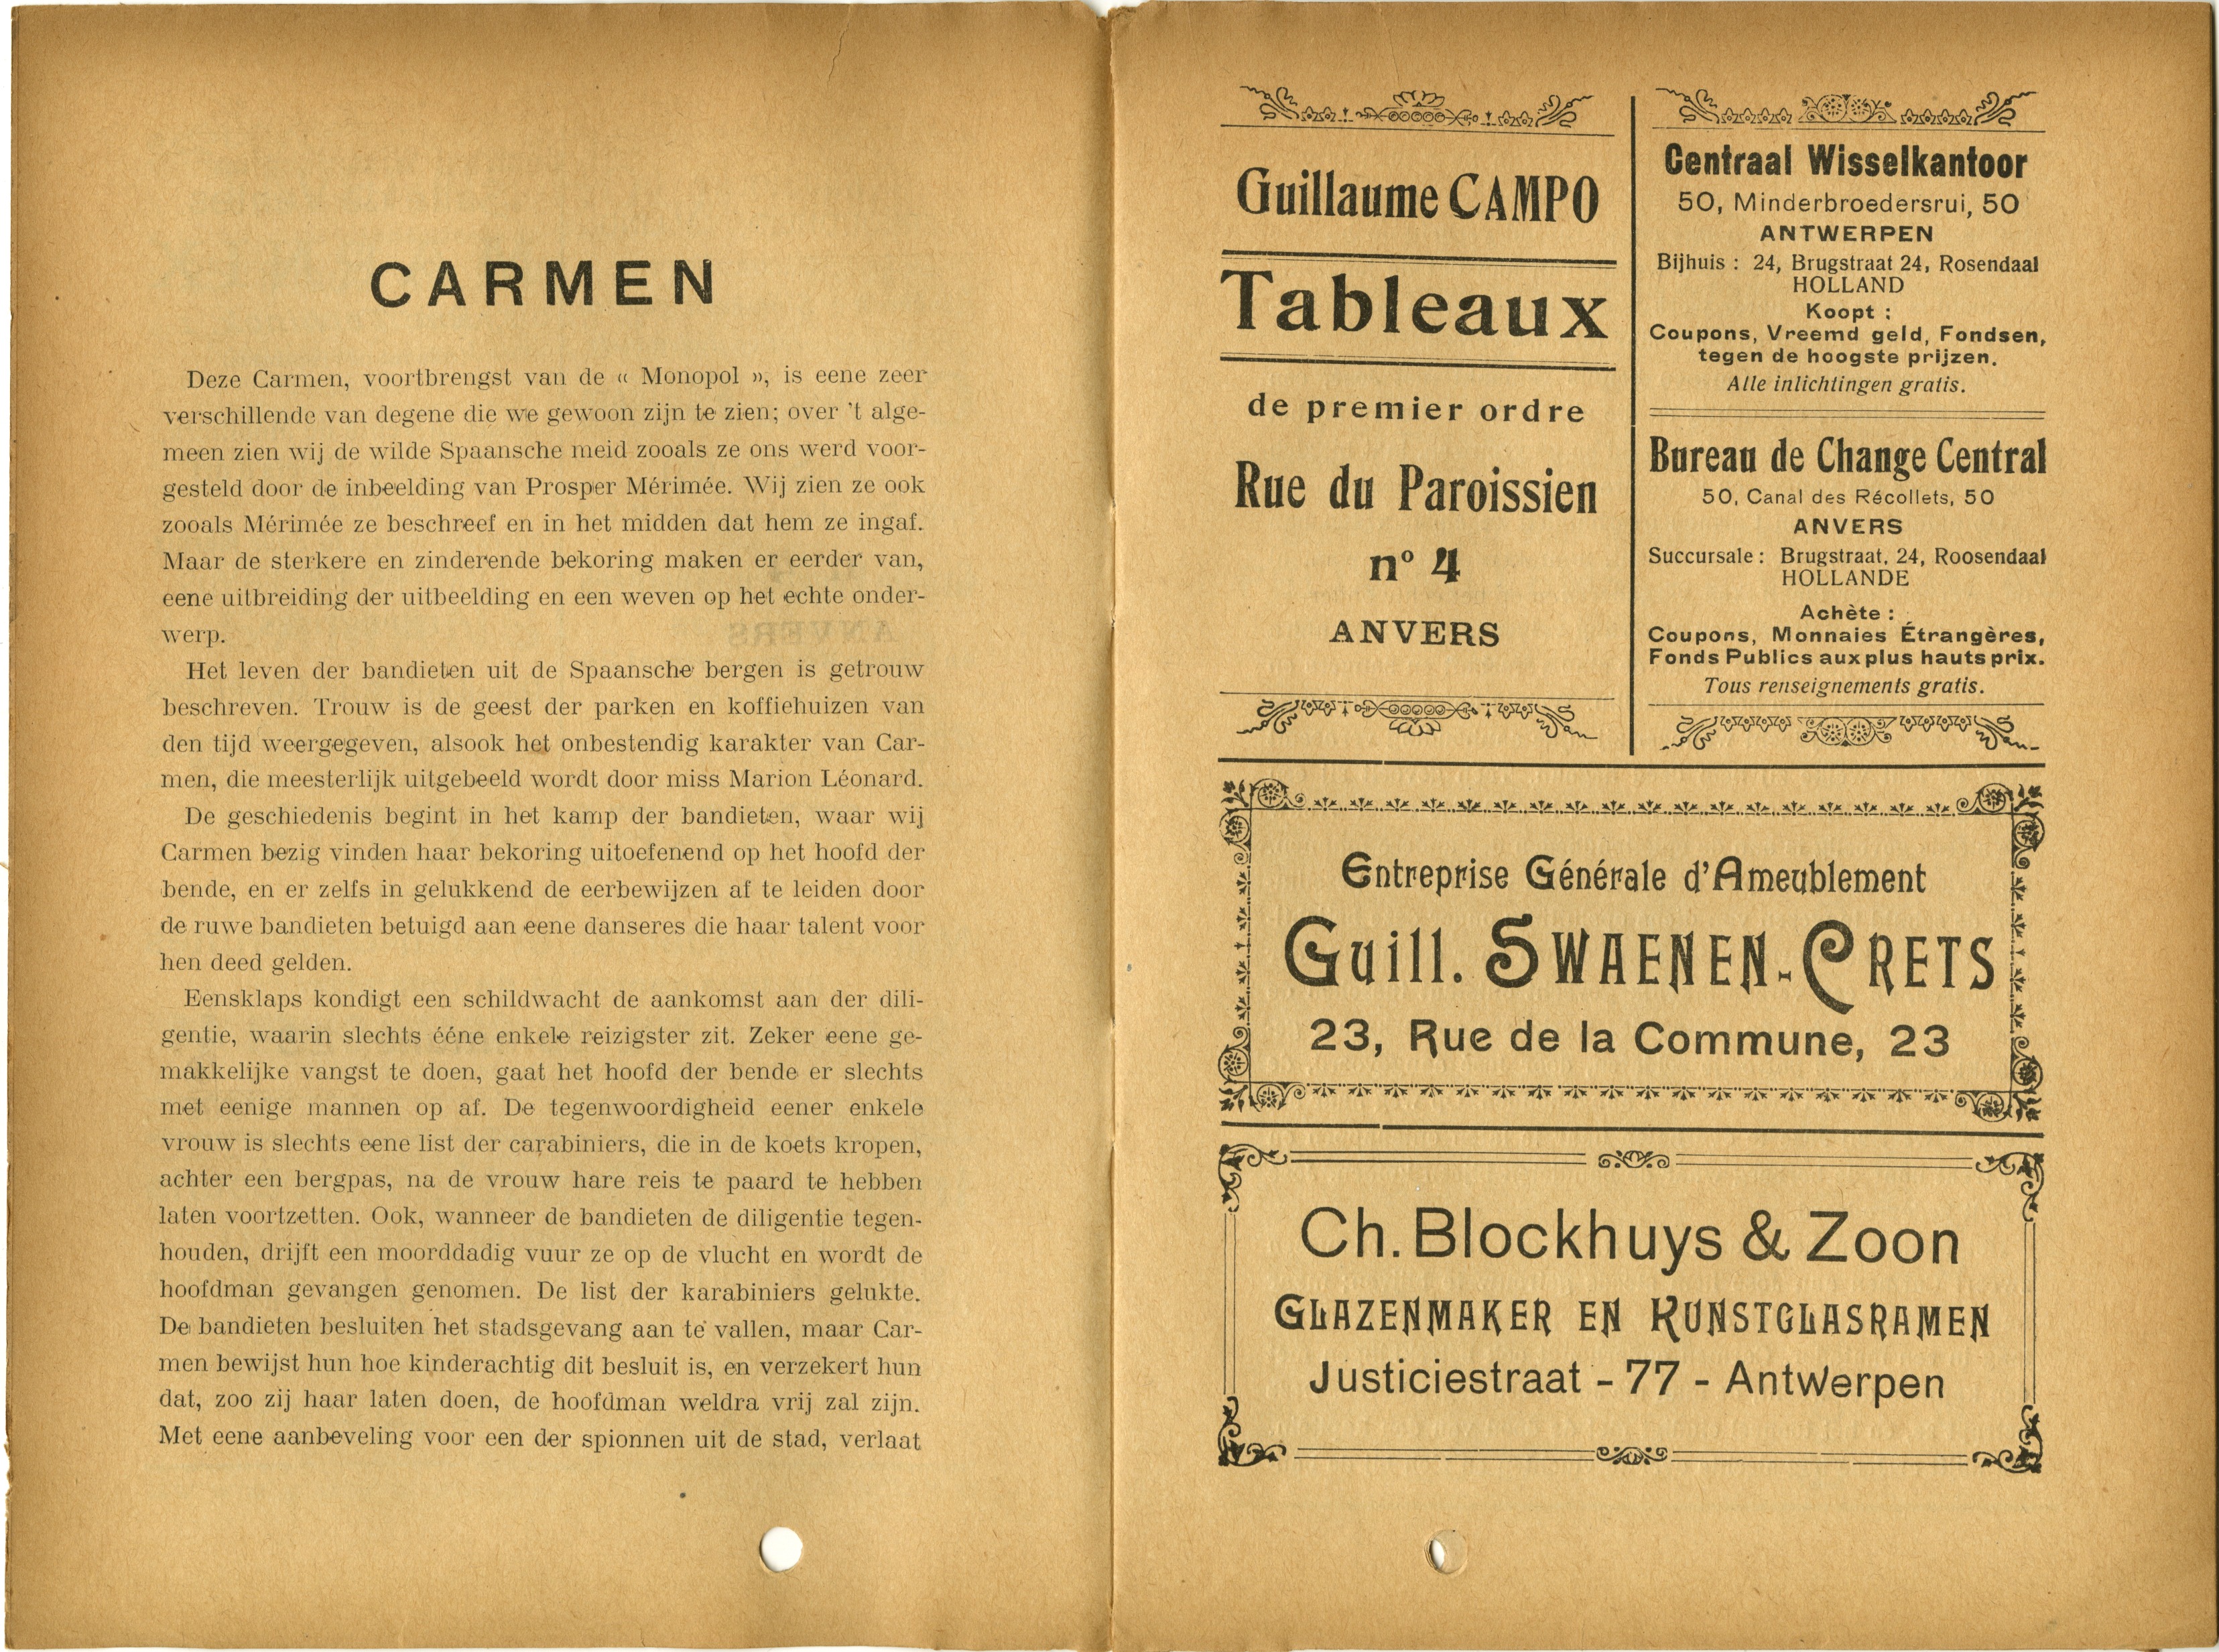 CARMEN
Deze Carmen, voortbrengst van de « Monopol », is eene zeer
verschillende van degene die we gewoon zijn te zien; over 't alge-
meen zien wij de wilde Spaansche meid zooals ze ons werd voor-
gesteld door de inbeelding van Prosper Mérimée. Wij zien ze ook
zooals Mérimée ze beschreef en in het midden dat hem ze ingaf.
Maar de sterkere en zinderende bekoring maken er eerder van,
eene uitbreiding der uitbeelding en een weven op het echte onder-
werp.
Het leven der bandieten uit de Spaansche bergen is getrouw
beschreven. Trouw is de geest der parken en koffiehuizen van
den tijd weergegeven, alsook het onbestendig karakter van Car-
men, die meesterlijk uitgebeeld wordt door miss Marion Léonard.
De geschiedenis begint in het kamp der bandieten, waar wij
Carmen bezig vinden haar bekoring uitoefenend op het hoofd der
bende, en er zelfs in gelukkend de eerbewijzen af te leiden door
de ruwe bandieten betuigd aan eene danseres die haar talent voor
hen deed gelden.
Eensklaps kondigt een schildwacht de aankomst aan der dili-
gentie, waarin slechts ééne enkele reizigster zit. Zeker eene ge-
makkelijke vangst te doen, gaat het hoofd der bende er slechts
met eenige mannen op af. De tegenwoordigheid eener enkele
vrouw is slechts eene list der carabiniers, die in de koets kropen,
achter een bergpas, na de vrouw hare reis te paard te hebben
laten voortzetten. Ook, wanneer de bandieten de diligentie tegen-
houden, drijft een moorddadig vuur ze op de vlucht en wordt de
hoofdman gevangen genomen. De list der karabiniers gelukte.
De bandieten besluiten het stadsgevang aan te vallen, maar Car-
men bewijst hun hoe kinderachtig dit besluit is, en verzekert hun
dat, zoo zij haar laten doen, de hoofdman weldra vrij zal zijn.
Met eene aanbeveling voor een der spionnen uit de stad, verlaat
Guillaume CAMPO
Tableaux
de premier ordre
Rue du Paroissien
nº 4
ANVERS
Centraal Wisselkantoor
50, Minderbroedersrui, 50
ANTWERPEN
Bijhuis : 24, Brugstraat 24, Rosendaal
HOLLAND
Koopt :
Coupons, Vreemd geld, Fondsen,
tegen de hoogste prijzen.
Alle inlichtingen gratis.
Bureau de Change Central
50, Canal des Récollets, 50
ANVERS
Succursale : Brugstraat, 24, Roosendaal
HOLLANDE
Achète :
Coupons, Monnaies Étrangères,
Fonds Publics aux plus hauts prix.
Tous renseignements gratis.
Entreprise Générale d'Ameublement
Guill. SWAENEN-CRETS
23, Rue de la Commune, 23
Ch. Blockhuys & Zoon
GLAZENMAKER EN KUNSTGLASRAMEN
Justiciestraat - 77 - Antwerpen